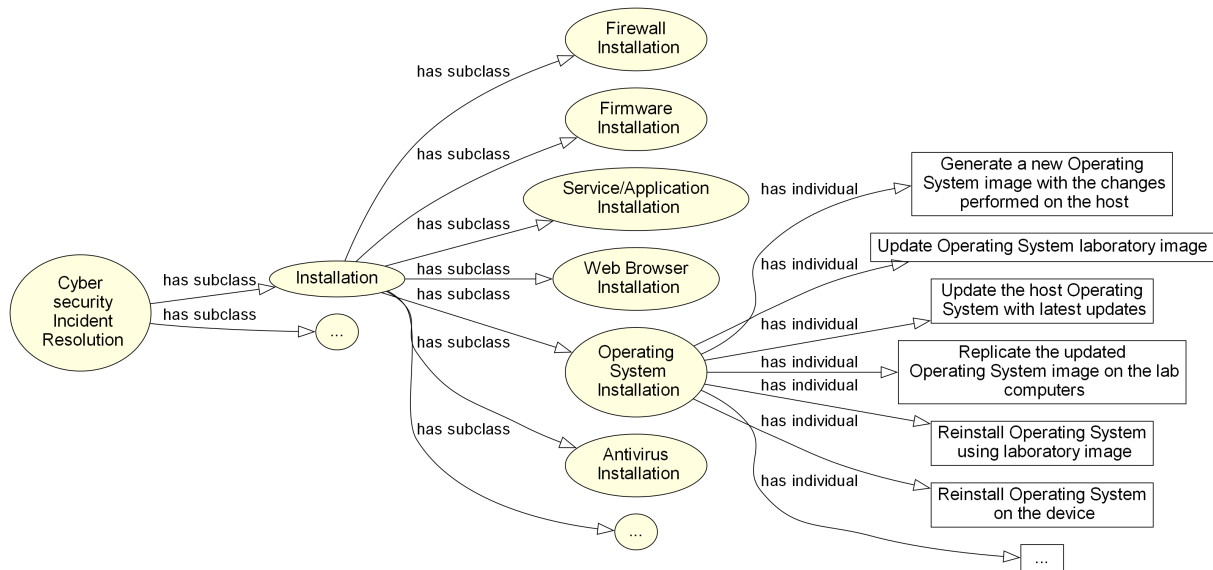 Cyber
security
Incident
Resolution
has subclass
has subclass
Installation
...
has subclass
has subclass
has subclass
has subclass
has subclass
has subclass
has subclass
Firewall
Installation
Firmware
Installation
Service/Application
Installation
Web Browser
Installation
Operating
System
Installation
Antivirus
Installation
...
has individual
has individual
has individual
has individual
has individual
has individual
has individual
Generate a new Operating
System image with the changes
performed on the host
Update Operating System laboratory image
Update the host Operating
System with latest updates
Replicate the updated
Operating System image on the lab
computers
Reinstall Operating System
using laboratory image
Reinstall Operating System
on the device
...